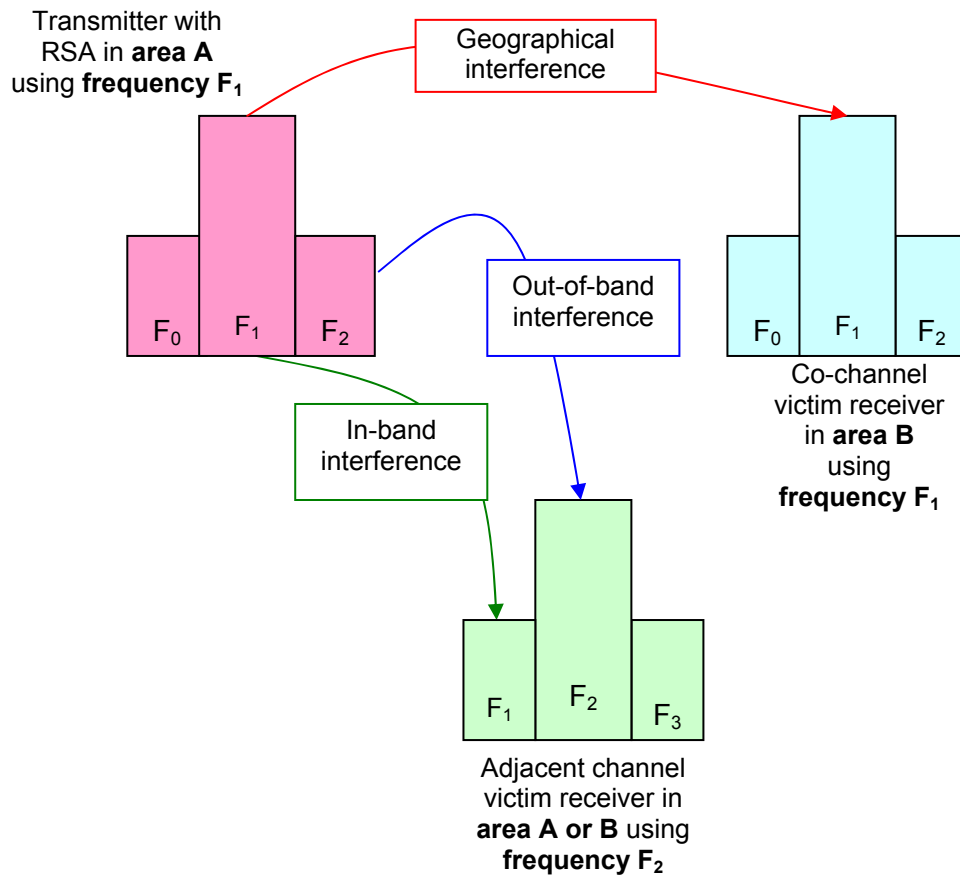 Transmitter with
RSA in area A
using frequency F₁
Geographical
interference
Out-of-band
interference
F₀
F₁
F₂
F₀
F₁
F₂
In-band
interference
Co-channel
victim receiver
in area B
using
frequency F₁
F₁
F₂
F₃
Adjacent channel
victim receiver in
area A or B using
frequency F₂